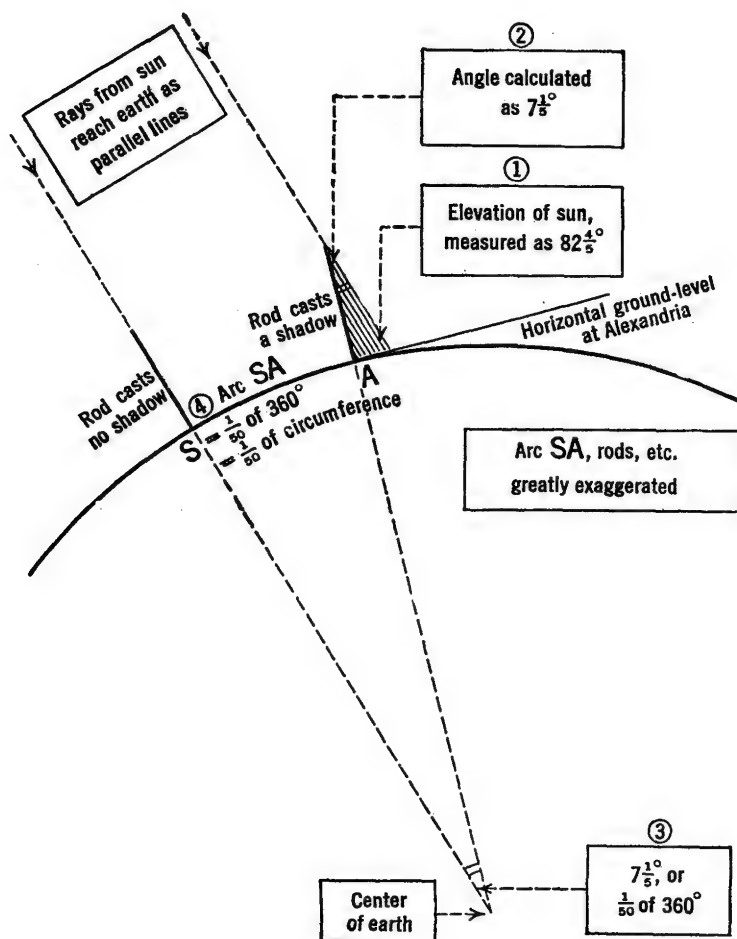 Rays from sun
reach earth as
parallel lines
②
Angle calculated
as 7⅕°
①
Elevation of sun,
measured as 82⅘°
Rod casts
a shadow
Horizontal ground-level
at Alexandria
Rod casts
no shadow
④ Arc SA
= 1/50 of 360°
= 1/50 of circumference
S
A
Arc SA, rods, etc.
greatly exaggerated
③
7⅕°, or
1/50 of 360°
Center
of earth